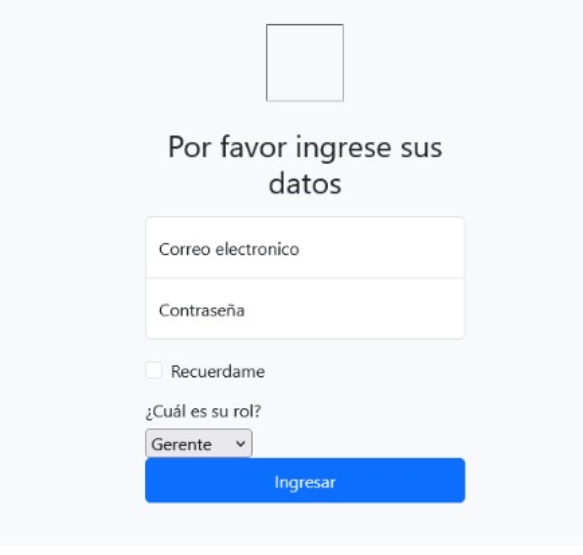 Por favor ingrese sus
datos
Correo electronico
Contraseña
Recuerdame
¿Cuál es su rol?
Gerente
Ingresar